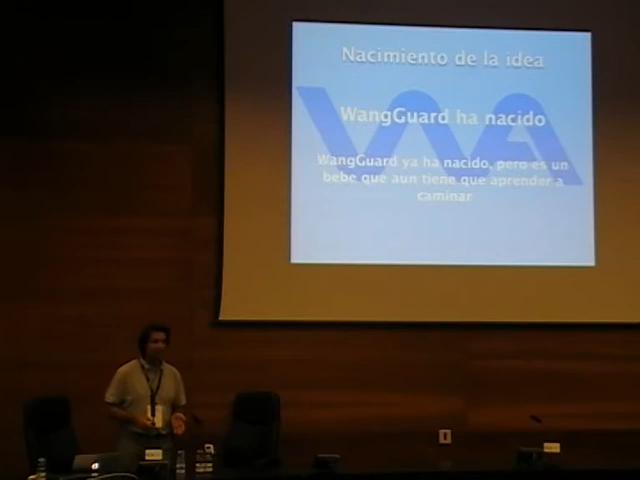 Nacimiento de la idea
WangGuard ha nacido
WangGuard ya ha nacido, pero es un
bebe que aun tiene que aprender a
caminar